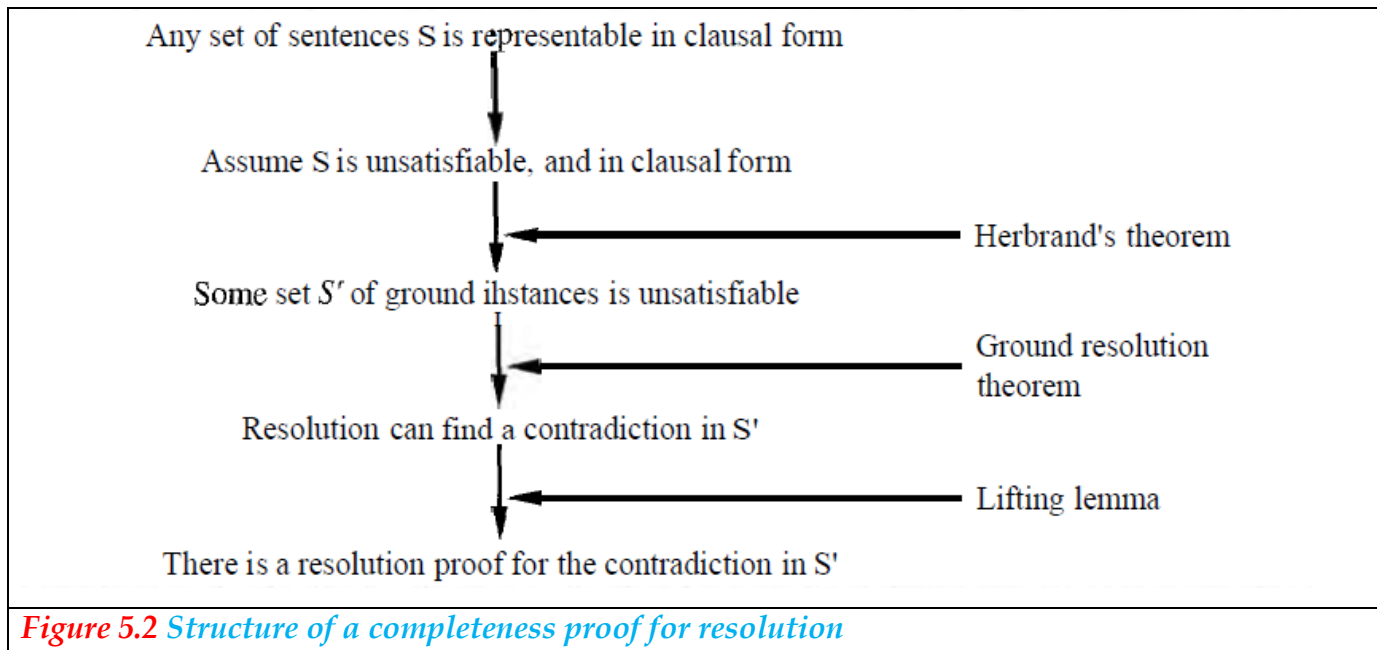 Any set of sentences S is representable in clausal form
Assume S is unsatisfiable, and in clausal form
Herbrand's theorem
Some set S' of ground ihstances is unsatisfiable
Ground resolution
theorem
Resolution can find a contradiction in S'
Lifting lemma
There is a resolution proof for the contradiction in S'
Figure 5.2 Structure of a completeness proof for resolution